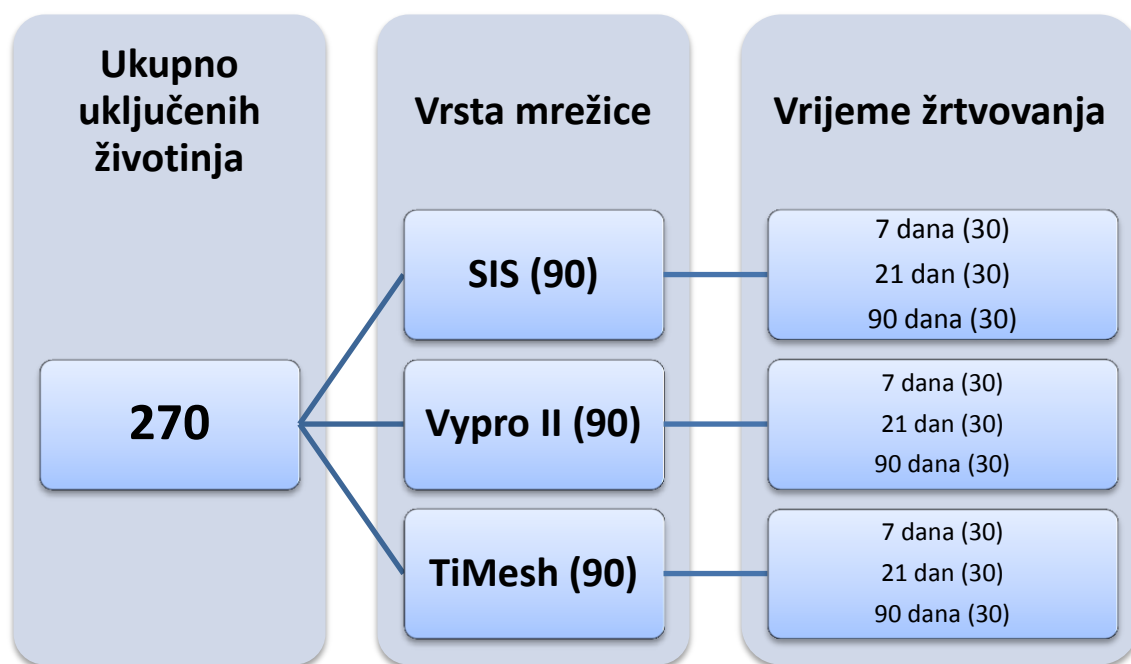 Ukupno
uključenih
životinja
270
Vrsta mrežice
SIS (90)
Vypro II (90)
TiMesh (90)
Vrijeme žrtvovanja
7 dana (30)
21 dan (30)
90 dana (30)
7 dana (30)
21 dan (30)
90 dana (30)
7 dana (30)
21 dan (30)
90 dana (30)